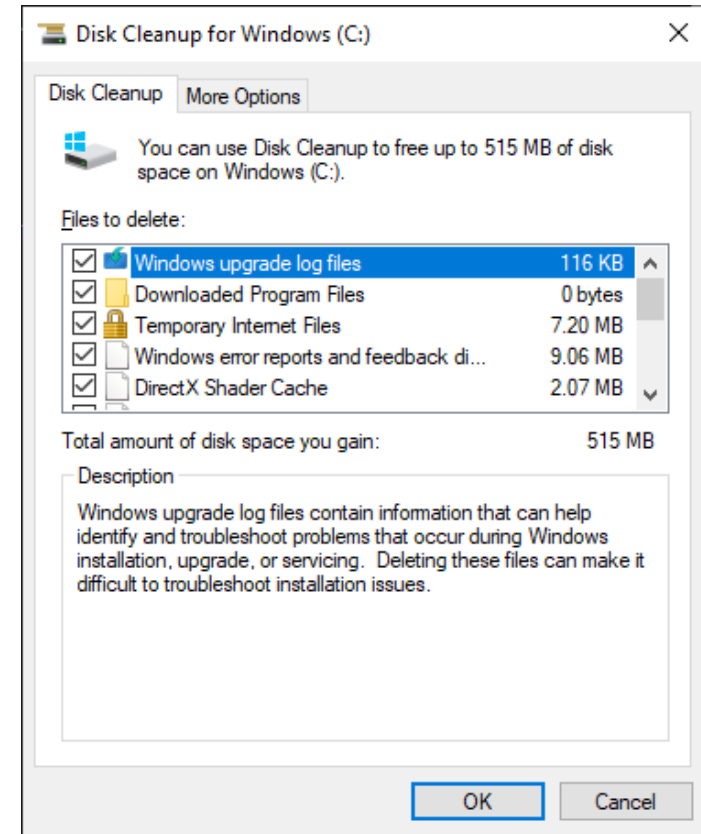 Disk Cleanup for Windows (C:)
Disk Cleanup
More Options
You can use Disk Cleanup to free up to 515 MB of disk
space on Windows (C:).
Files to delete:
Windows upgrade log files 116 KB
Downloaded Program Files 0 bytes
Temporary Internet Files 7.20 MB
Windows error reports and feedback di... 9.06 MB
DirectX Shader Cache 2.07 MB
Total amount of disk space you gain: 515 MB
Description
Windows upgrade log files contain information that can help
identify and troubleshoot problems that occur during Windows
installation, upgrade, or servicing.  Deleting these files can make it
difficult to troubleshoot installation issues.
OK
Cancel